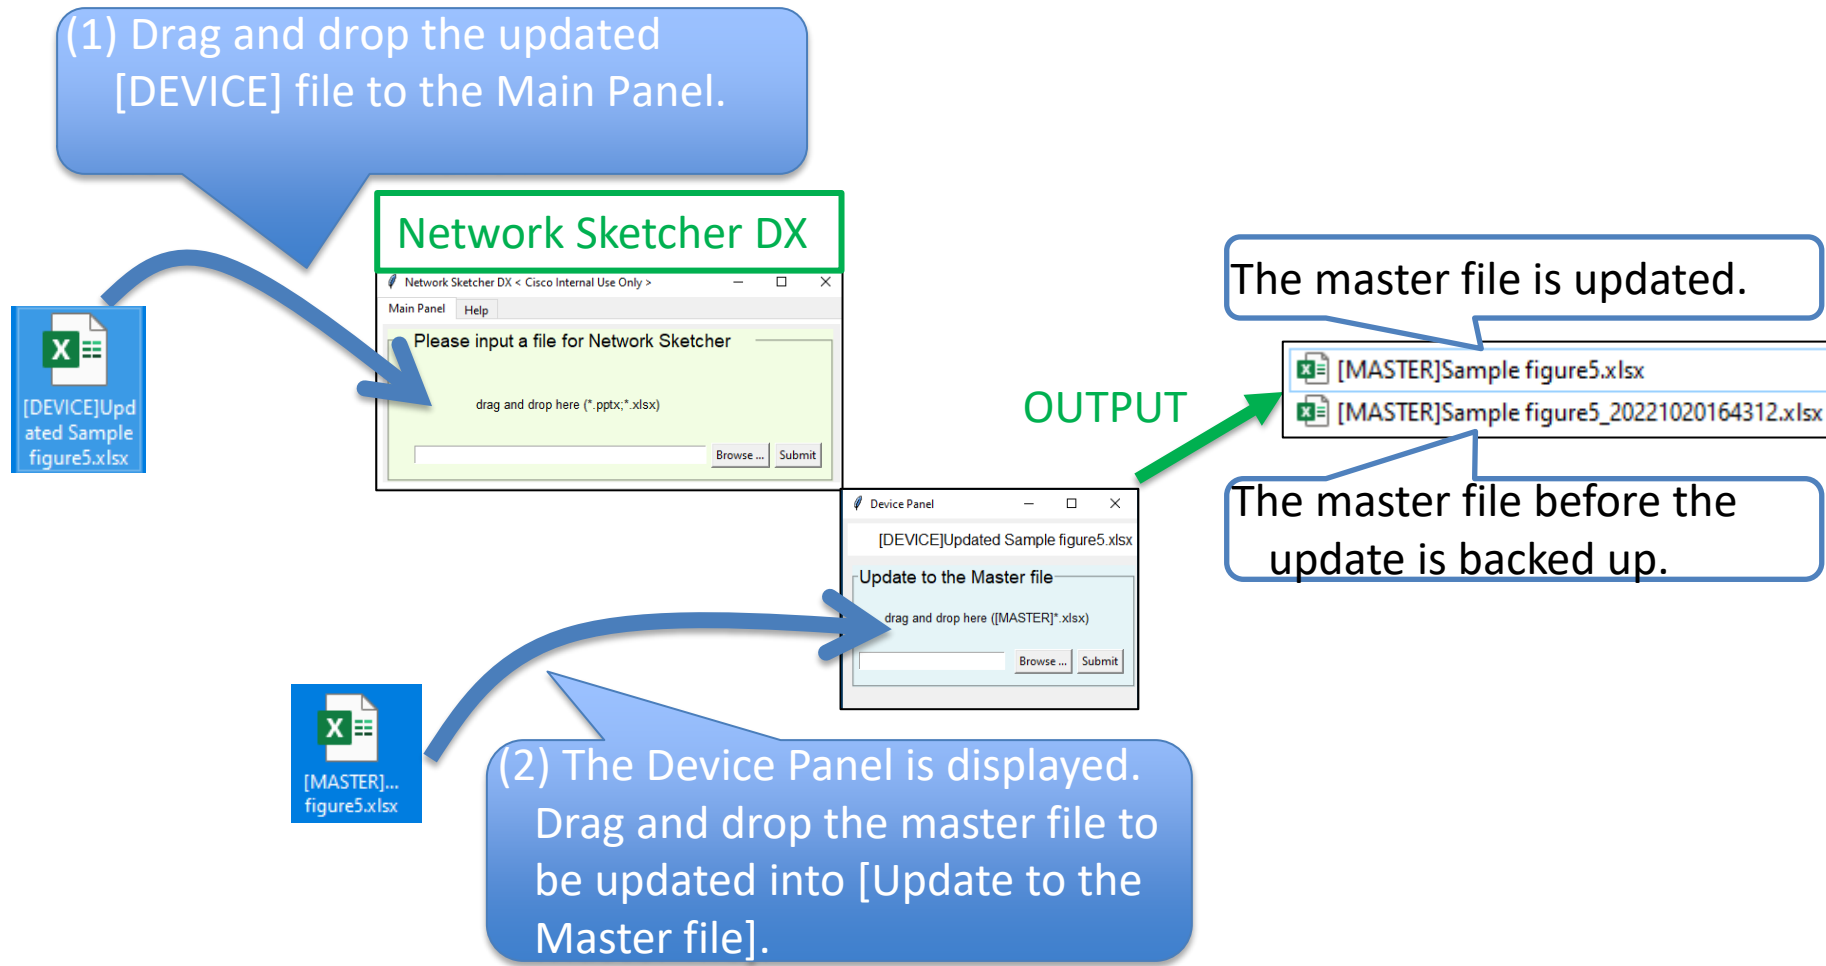 (1) Drag and drop the updated
[DEVICE] file to the Main Panel.
Network Sketcher DX
Network Sketcher DX < Cisco Internal Use Only >
Main Panel
Help
Please input a file for Network Sketcher
drag and drop here (*.pptx;*.xlsx)
Browse ...
Submit
[DEVICE]Upd
ated Sample
figure5.xlsx
The master file is updated.
[MASTER]Sample figure5.xlsx
[MASTER]Sample figure5_20221020164312.xlsx
OUTPUT
The master file before the
update is backed up.
Device Panel
[DEVICE]Updated Sample figure5.xlsx
Update to the Master file
drag and drop here ([MASTER]*.xlsx)
Browse ...
Submit
[MASTER]...
figure5.xlsx
(2) The Device Panel is displayed.
Drag and drop the master file to
be updated into [Update to the
Master file].